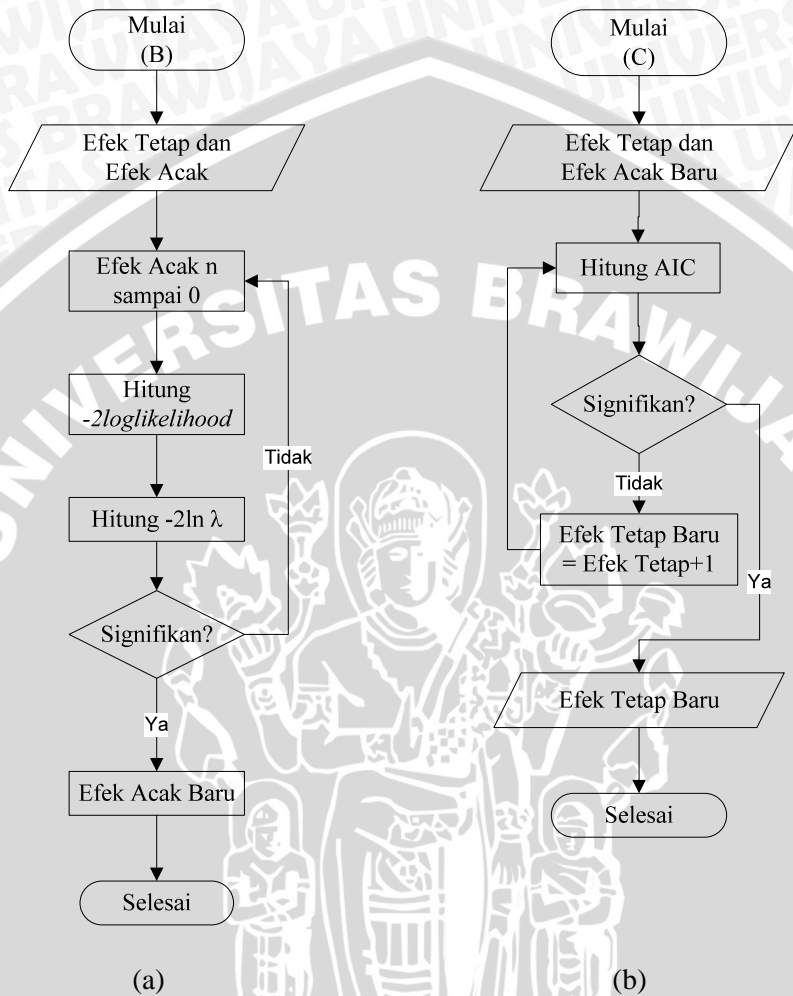 Mulai
(B)
Efek Tetap dan
Efek Acak
Efek Acak n
sampai 0
Hitung
-2loglikelihood
Hitung -2ln λ
Signifikan?
Tidak
Ya
Efek Acak Baru
Selesai
(a)
Mulai
(C)
Efek Tetap dan
Efek Acak Baru
Hitung AIC
Signifikan?
Tidak
Efek Tetap Baru
= Efek Tetap+1
Ya
Efek Tetap Baru
Selesai
(b)
UNIVERSITAS BRAWIJAYA